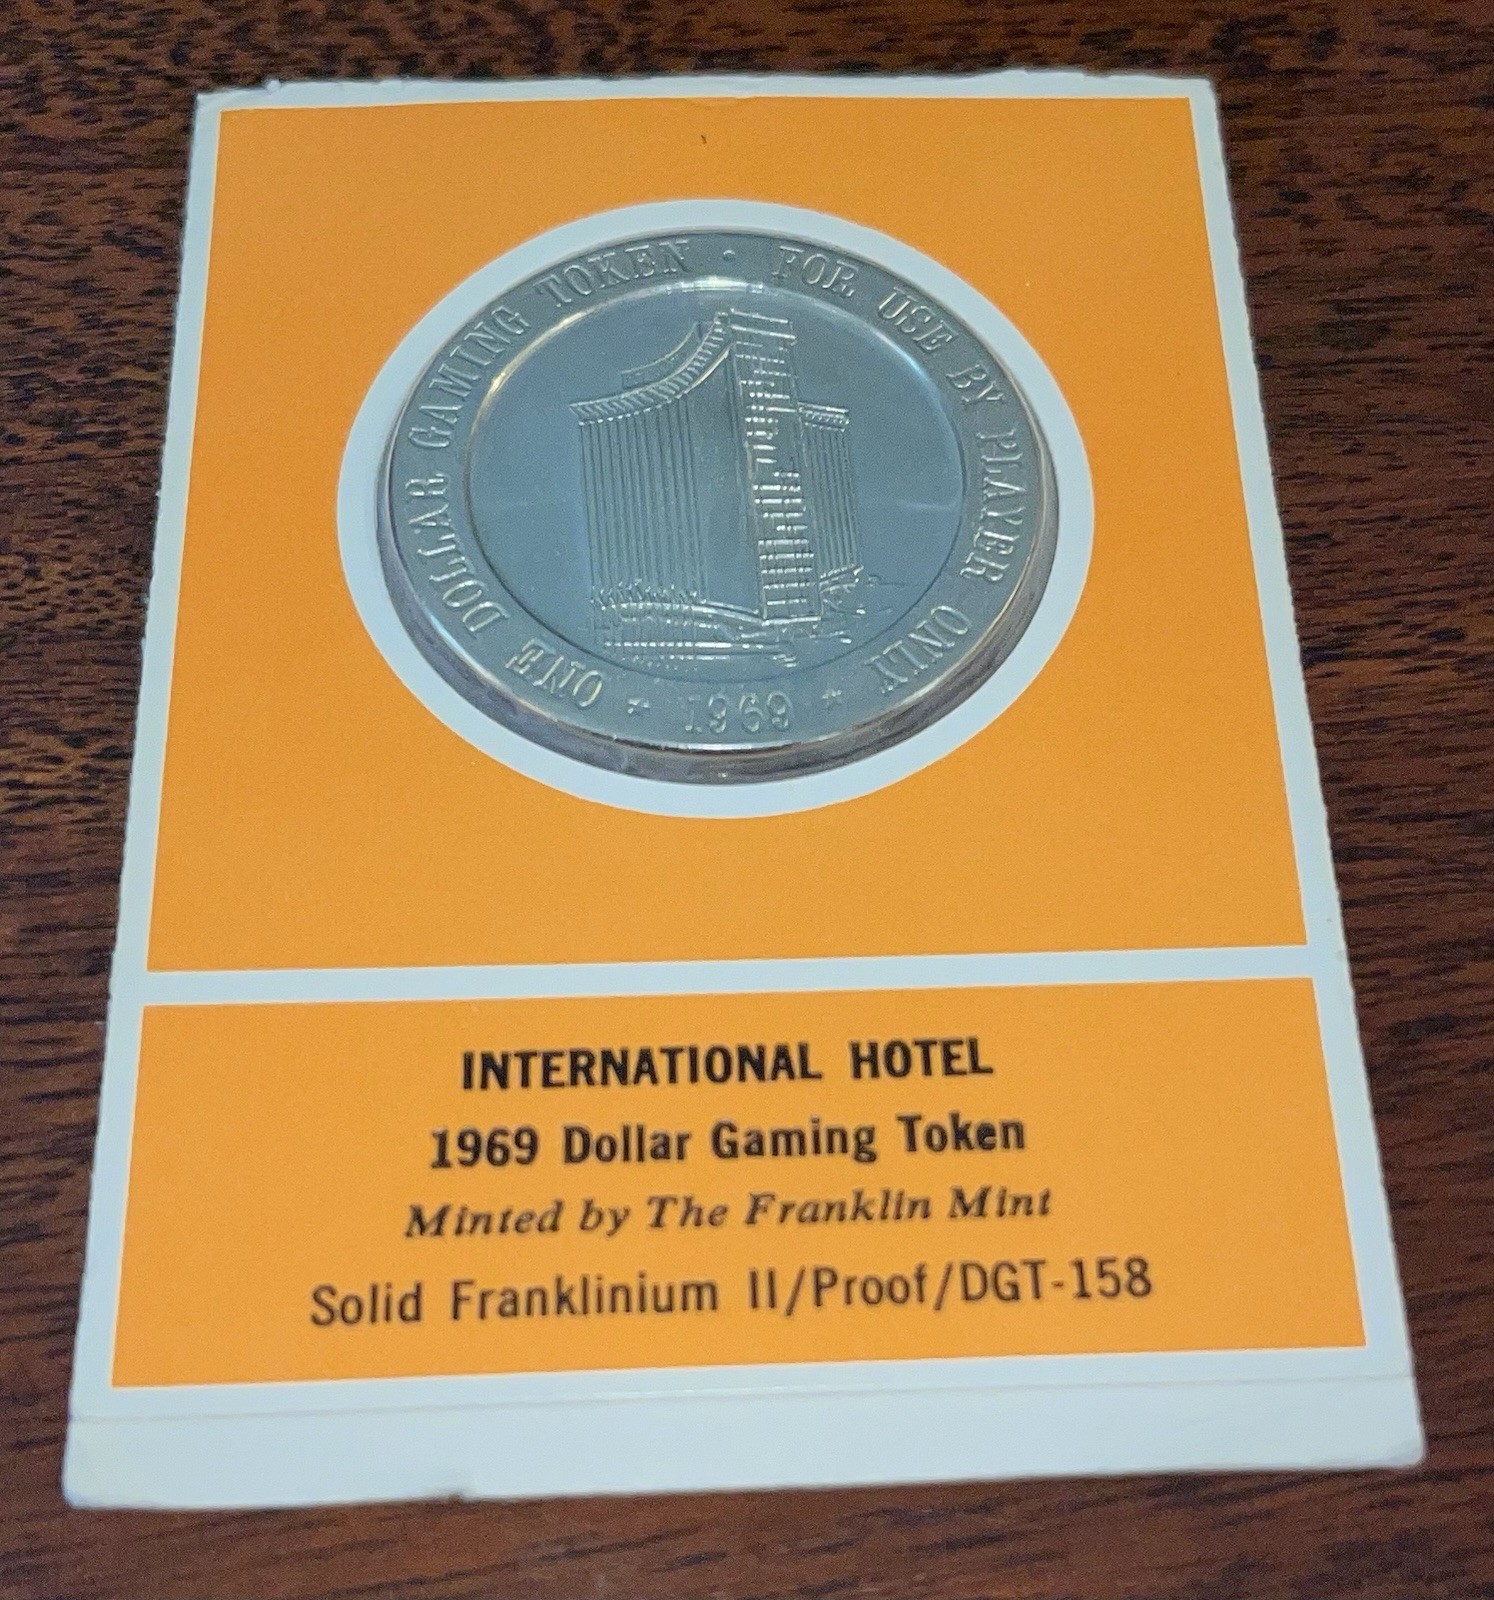 ONE DOLLAR GAMING TOKEN · FOR USE BY PLAYER ONLY
* 1969 *
INTERNATIONAL HOTEL
1969 Dollar Gaming Token
Minted by The Franklin Mint
Solid Franklinium II/Proof/DGT-158